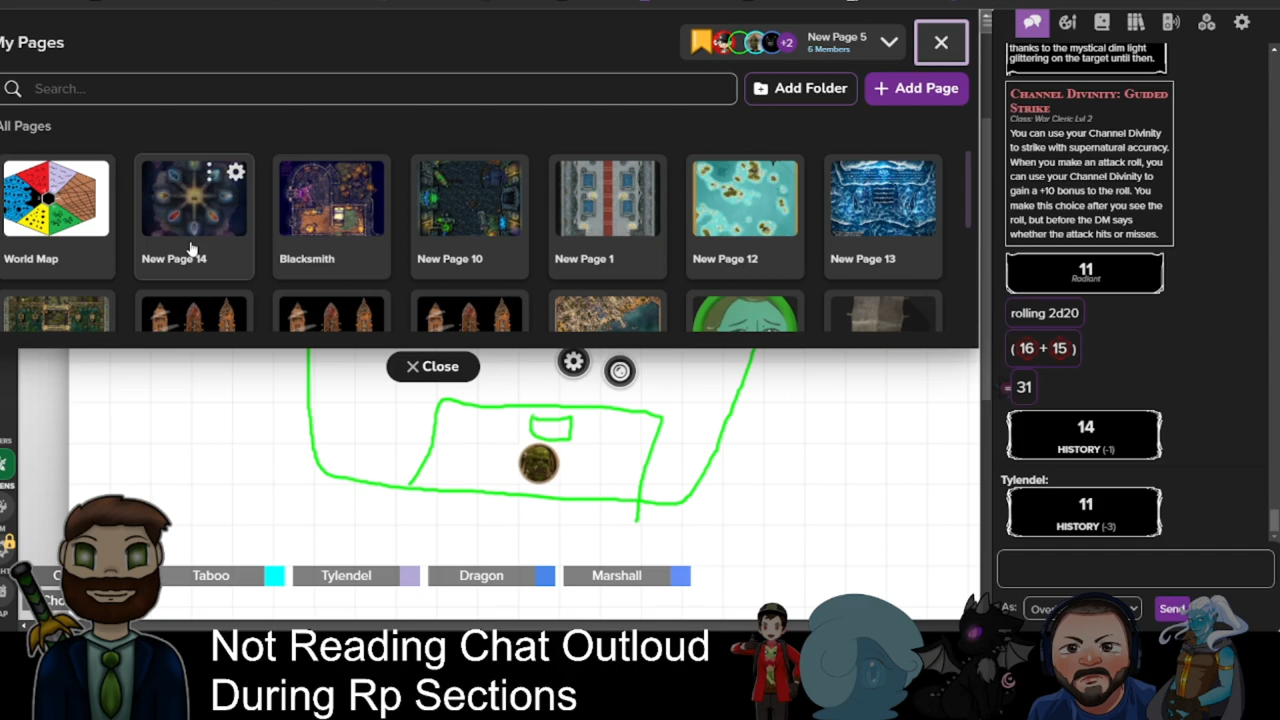 My Pages
+2
New Page 5
6 Members
Search...
Add Folder
+ Add Page
All Pages
World Map
New Page 14
Blacksmith
New Page 10
New Page 1
New Page 12
New Page 13
Close
Taboo
Tylendel
Dragon
Marshall
thanks to the mystical dim light
glittering on the target until then.
Channel Divinity: Guided
Strike
Class: War Cleric Lvl 2
You can use your Channel Divinity
to strike with supernatural accuracy.
When you make an attack roll, you
can use your Channel Divinity to
gain a +10 bonus to the roll. You
make this choice after you see the
roll, but before the DM says
whether the attack hits or misses.
11
Radiant
rolling 2d20
(16 + 15)
= 31
14
HISTORY (-1)
Tylendel:
11
HISTORY (-3)
As:
Send
Not Reading Chat Outloud
During Rp Sections